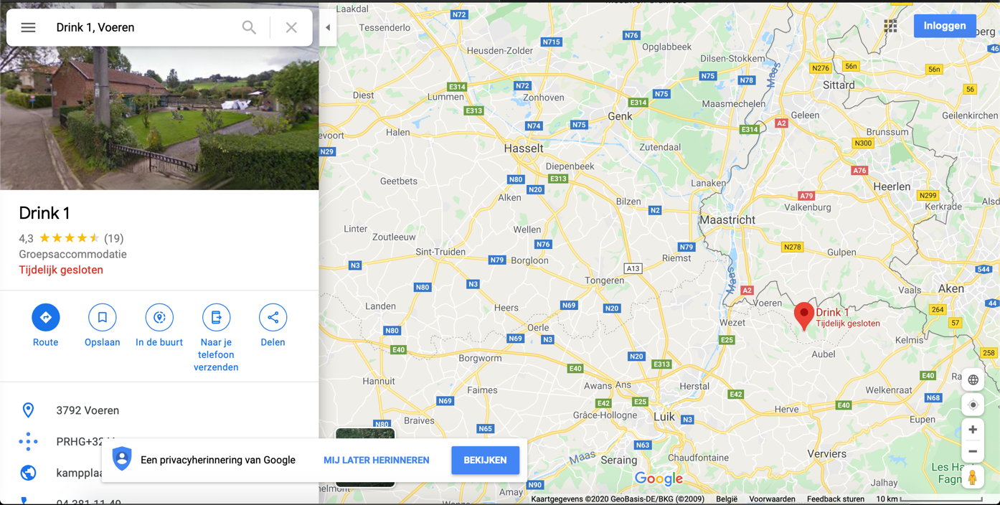 Drink 1, Voeren
Drink 1
4,3 (19)
Groepsaccommodatie
Tijdelijk gesloten
Route
Opslaan
In de buurt
Naar je
telefoon
verzenden
Delen
3792 Voeren
PRHG+32
kampplaa
04 381 11 49
Een privacyherinnering van Google
MIJ LATER HERINNEREN
BEKIJKEN
Inloggen
Laakdal
N72
Tessenderlo
N715
N76
Heusden-Zolder
Opglabbeek
Dilsen-Stokkem
46
N276
56n
56n
N75
N78
Maas
Sittard
56
E314
N72
Diest
Lummen
Zonhoven
N75
E314
Maasmechelen
E313
Genk
Geleen
Geilenkirchen
N74
N75
E314
A2
Halen
Brunssum
N29
Hasselt
Zutendaal
N300
Diepenbeek
A76
Geetbets
N80
E313
Lanaken
Heerlen
N20
Alken
Bilzen
A79
N299
Valkenburg
Kerkrade
N2
Maastricht
Linter
Wellen
Zoutleeuw
N76
N79
N278
Sint-Truiden
Gulpen
Riemst
N3
N79
Borgloon
A13
544
Tongeren
Maas
N80
N3
A2
Vaals
Aken
Landen
Heers
N69
N20
Voeren
264
44
Drink 1
Tijdelijk gesloten
Oerle
Wezet
57
N80
N69
N3
E25
Kelmis
E40
Aubel
258
Borgworm
N20
E313
E40
E40
Hannuit
Awans
Ans
Herstal
N68
Faimes
Welkenraat
N69
E42
E25
E42
E40
Grâce-Hollogne
Herve
Eupen
Braives
Luik
N3
N80
N65
N63
Maas
Seraing
Chaudfontaine
Verviers
Les Ha
Fagn
Google
N90
Amay
Jalhay
Kaartgegevens ©2020 GeoBasis-DE/BKG (©2009)
België
Voorwaarden
Feedback sturen
10 km